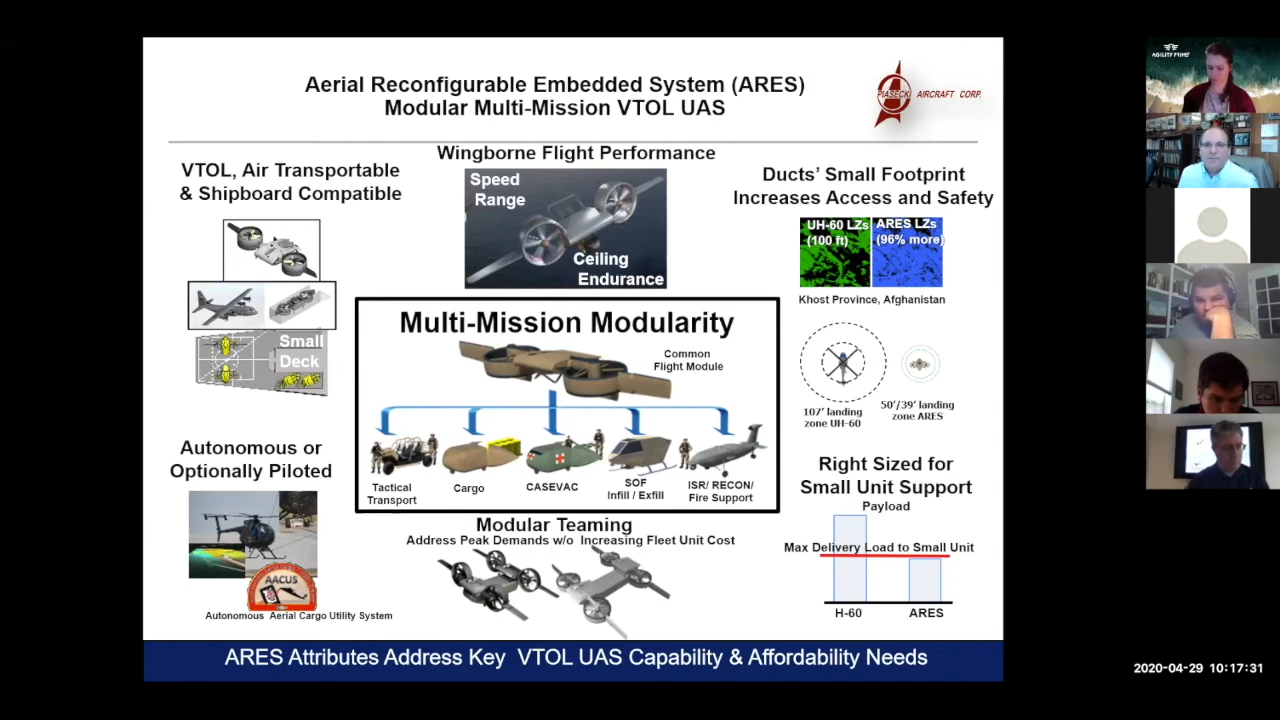 Aerial Reconfigurable Embedded System (ARES)
Modular Multi-Mission VTOL UAS
PIASECKI AIRCRAFT CORP.
VTOL, Air Transportable
& Shipboard Compatible
Small
Deck
Wingborne Flight Performance
Speed
Range
Ceiling
Endurance
Ducts’ Small Footprint
Increases Access and Safety
UH-60 LZs
(100 ft)
ARES LZs
(96% more)
Khost Province, Afghanistan
107’ landing
zone UH-60
50’/39’ landing
zone ARES
Multi-Mission Modularity
Common
Flight Module
Tactical
Transport
Cargo
CASEVAC
SOF
Infill / Exfill
ISR/ RECON/
Fire Support
Autonomous or
Optionally Piloted
AACUS
Autonomous Aerial Cargo Utility System
Modular Teaming
Address Peak Demands w/o Increasing Fleet Unit Cost
Right Sized for
Small Unit Support
Payload
Max Delivery Load to Small Unit
H-60
ARES
ARES Attributes Address Key VTOL UAS Capability & Affordability Needs
AGILITY PRIME
2020-04-29 10:17:31